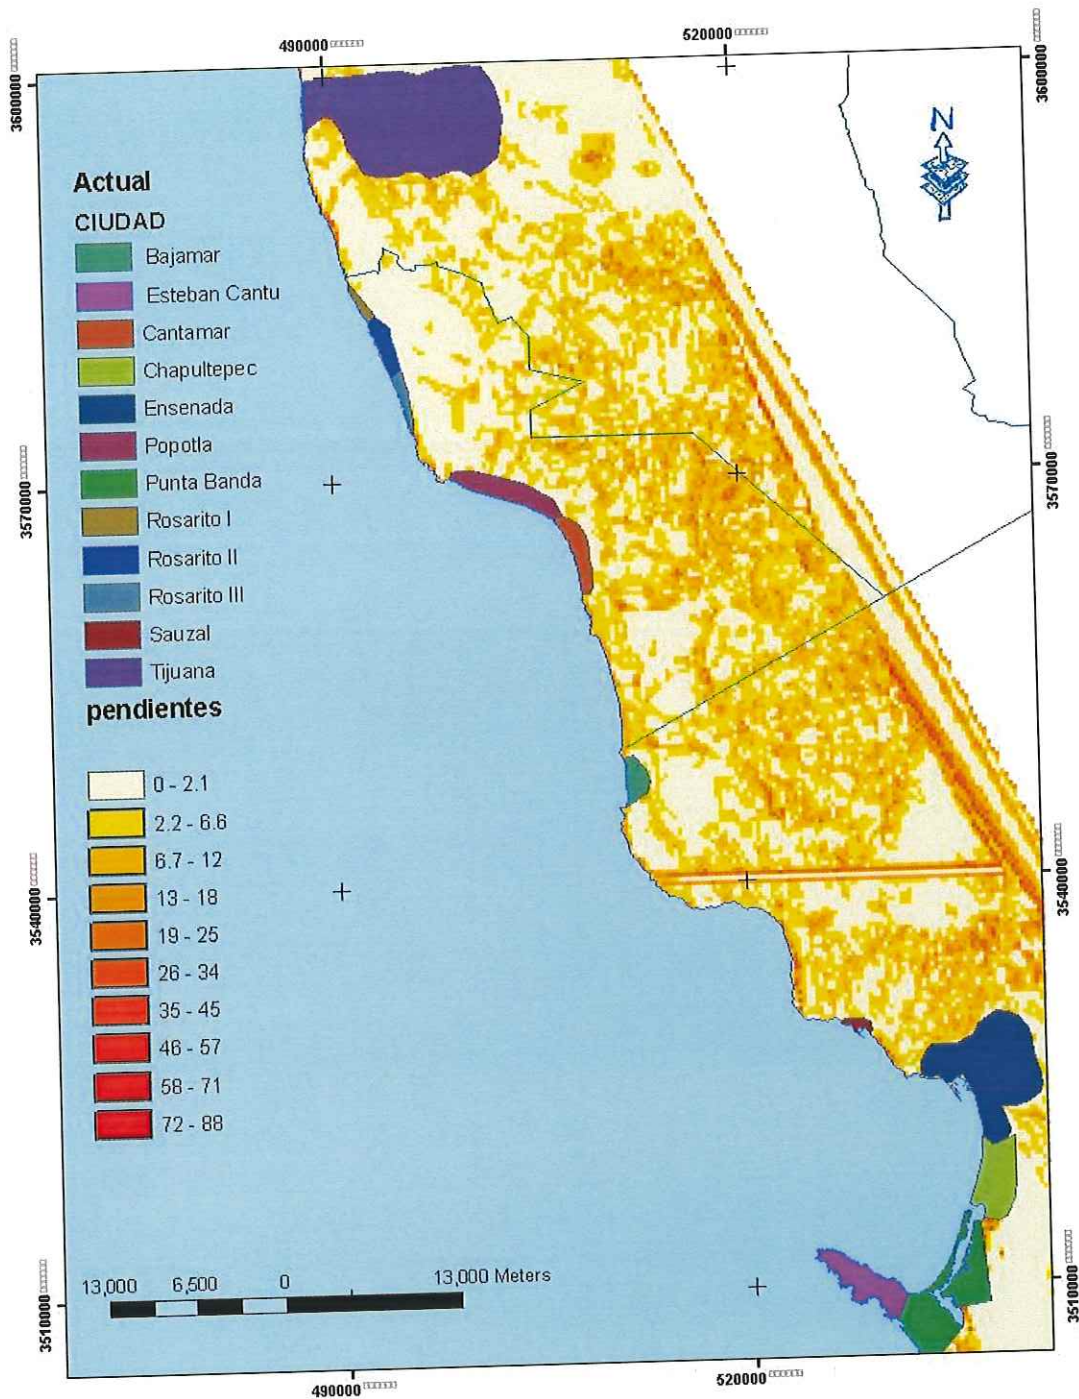 490000
520000
3600000
3600000
N
Actual
CIUDAD
Bajamar
Esteban Cantu
Cantamar
Chapultepec
Ensenada
Popotla
Punta Banda
Rosarito I
Rosarito II
Rosarito III
Sauzal
Tijuana
pendientes
0 - 2.1
2.2 - 6.6
6.7 - 12
13 - 18
19 - 25
26 - 34
35 - 45
46 - 57
58 - 71
72 - 88
3570000
3570000
3540000
3540000
13,000 6,500 0 13,000 Meters
3510000
3510000
490000
520000